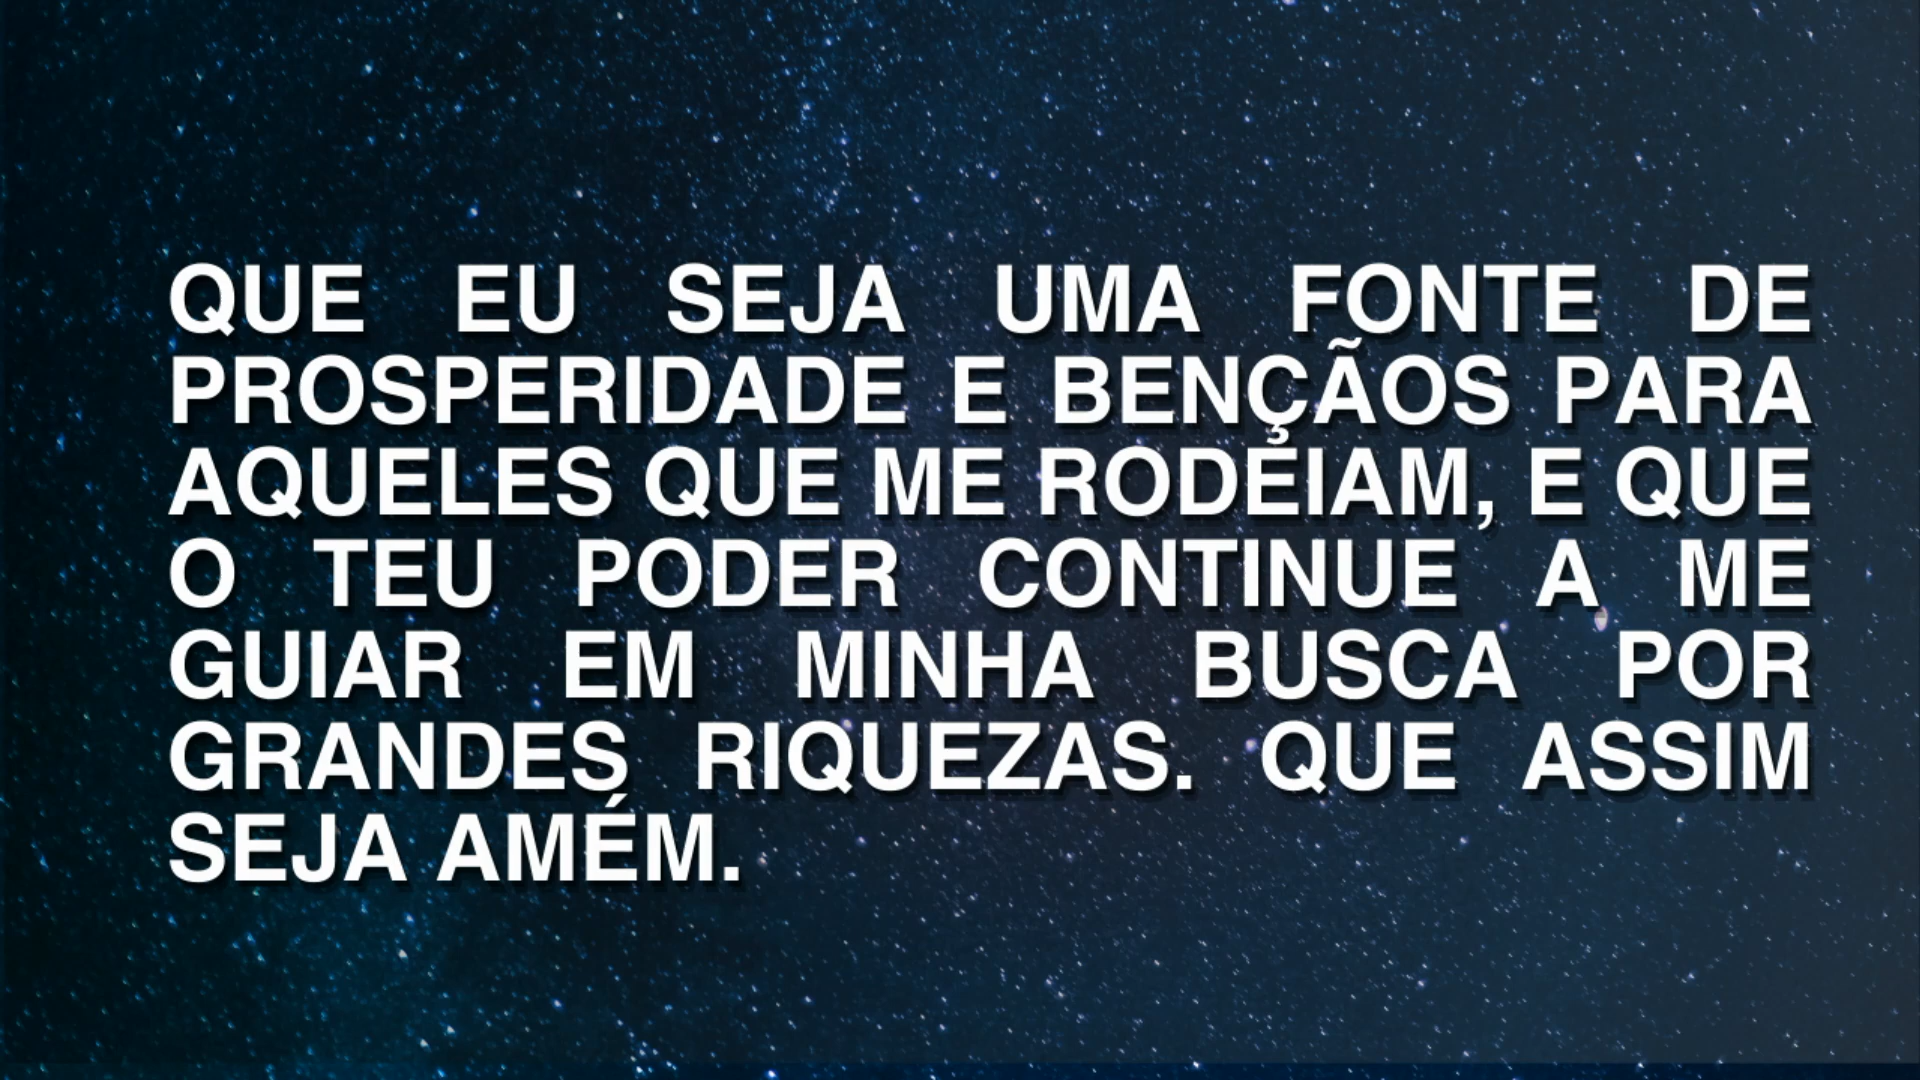 QUE EU SEJA UMA FONTE DE
PROSPERIDADE E BENÇÃOS PARA
AQUELES QUE ME RODEIAM, E QUE
O TEU PODER CONTINUE A ME
GUIAR EM MINHA BUSCA POR
GRANDES RIQUEZAS. QUE ASSIM
SEJA AMÉM.